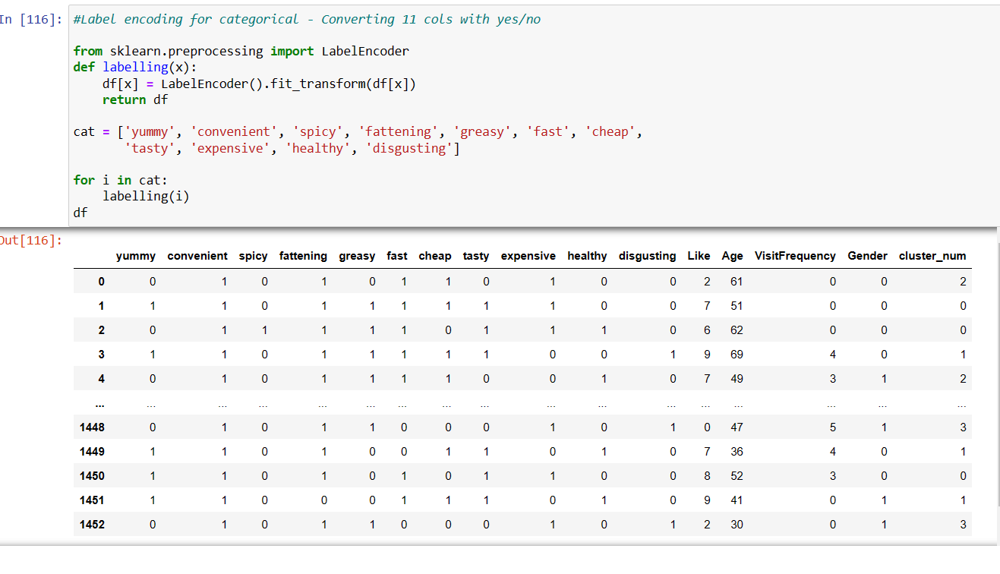 In [116]: #Label encoding for categorical - Converting 11 cols with yes/no
from sklearn.preprocessing import LabelEncoder
def labelling(x):
    df[x] = LabelEncoder().fit_transform(df[x])
    return df
cat = ['yummy', 'convenient', 'spicy', 'fattening', 'greasy', 'fast', 'cheap',
       'tasty', 'expensive', 'healthy', 'disgusting']
for i in cat:
    labelling(i)
df
Out[116]:
yummy convenient spicy fattening greasy fast cheap tasty expensive healthy disgusting Like Age VisitFrequency Gender cluster_num
0 0 1 0 1 0 1 1 0 1 0 0 2 61 0 0 2
1 1 1 0 1 1 1 1 1 1 0 0 7 51 0 0 0
2 0 1 1 1 1 1 0 1 1 1 0 6 62 0 0 0
3 1 1 0 1 1 1 1 1 0 0 1 9 69 4 0 1
4 0 1 0 1 1 1 1 0 0 1 0 7 49 3 1 2
... ... ... ... ... ... ... ... ... ... ... ... ... ... ... ... ...
1448 0 1 0 1 1 0 0 0 1 0 1 0 47 5 1 3
1449 1 1 0 1 0 0 1 1 0 1 0 7 36 4 0 1
1450 1 1 0 1 0 1 0 1 1 0 0 8 52 3 0 0
1451 1 1 0 0 0 1 1 1 0 1 0 9 41 0 1 1
1452 0 1 0 1 1 0 0 0 1 0 1 2 30 0 1 3